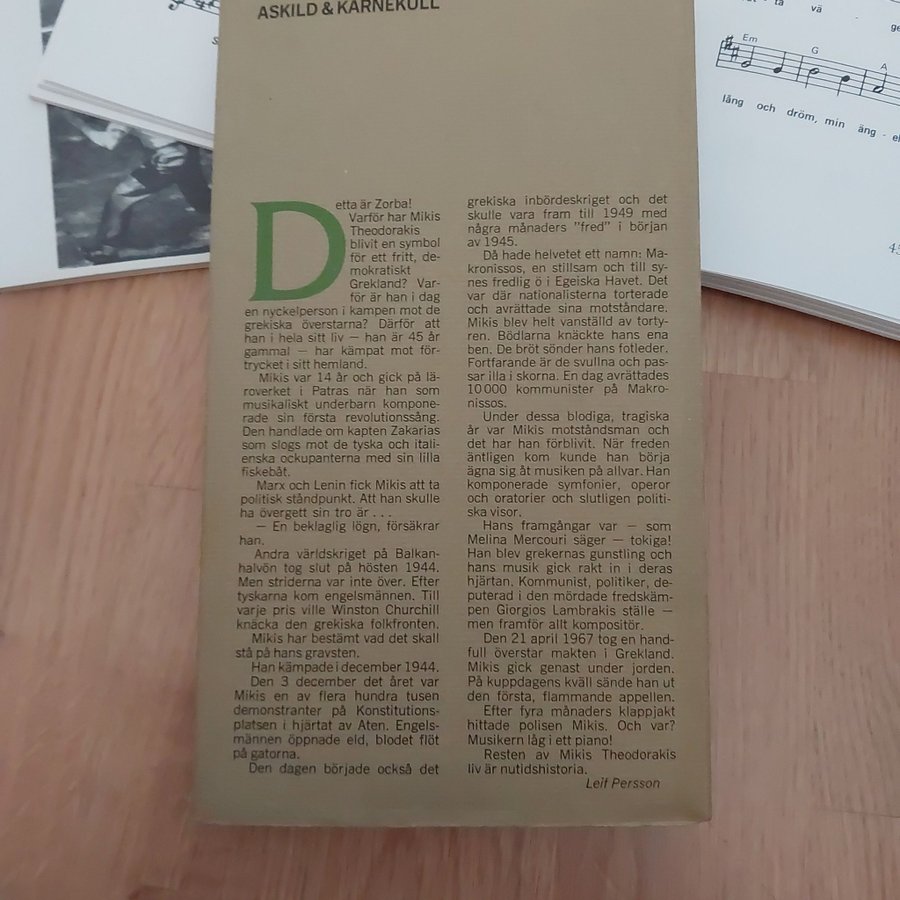 ASKILD & KÄRNEKULL
Detta är Zorba!
Varför har Mikis
Theodorakis
blivit en symbol
för ett fritt, de-
mokratiskt
Grekland? Var-
för är han i dag
en nyckelperson i kampen mot de
grekiska överstarna? Därför att
han i hela sitt liv — han är 45 år
gammal — har kämpat mot för-
trycket i sitt hemland.
Mikis var 14 år och gick på lä-
roverket i Patras när han som
musikaliskt underbarn kompone-
rade sin första revolutionssång.
Den handlade om kapten Zakarias
som slogs mot de tyska och itali-
enska ockupanterna med sin lilla
fiskebåt.
Marx och Lenin fick Mikis att ta
politisk ståndpunkt. Att han skulle
ha övergett sin tro är . . .
— En beklaglig lögn, försäkrar
han.
Andra världskriget på Balkan-
halvön tog slut på hösten 1944.
Men striderna var inte över. Efter
tyskarna kom engelsmännen. Till
varje pris ville Winston Churchill
knäcka den grekiska folkfronten.
Mikis har bestämt vad det skall
stå på hans gravsten.
Han kämpade i december 1944.
Den 3 december det året var
Mikis en av flera hundra tusen
demonstranter på Konstitutions-
platsen i hjärtat av Aten. Engels-
männen öppnade eld, blodet flöt
på gatorna.
Den dagen började också det
grekiska inbördeskriget och det
skulle vara fram till 1949 med
några månaders "fred" i början
av 1945.
Då hade helvetet ett namn: Ma-
kronissos, en stillsam och till sy-
nes fredlig ö i Egeiska Havet. Det
var där nationalisterna torterade
och avrättade sina motståndare.
Mikis blev helt vanställd av torty-
ren. Bödlarna knäckte hans ena
ben. De bröt sönder hans fotleder.
Fortfarande är de svullna och pas-
sar illa i skorna. En dag avrättades
10 000 kommunister på Makro-
nissos.
Under dessa blodiga, tragiska
år var Mikis motståndsman och
det har han förblivit. När freden
äntligen kom kunde han börja
ägna sig åt musiken på allvar. Han
komponerade symfonier, operor
och oratorier och slutligen politi-
ska visor.
Hans framgångar var — som
Melina Mercouri säger — tokiga!
Han blev grekernas gunstling och
hans musik gick rakt in i deras
hjärtan. Kommunist, politiker, de-
puterad i den mördade fredskäm-
pen Giorgios Lambrakis ställe —
men framför allt kompositör.
Den 21 april 1967 tog en hand-
full överstar makten i Grekland.
Mikis gick genast under jorden.
På kuppdagens kväll sände han ut
den första, flammande appellen.
Efter fyra månaders klappjakt
hittade polisen Mikis. Och var?
Musikern låg i ett piano!
Resten av Mikis Theodorakis
liv är nutidshistoria.
Leif Persson
ta vä -
Em G A
lång och dröm, min äng - el